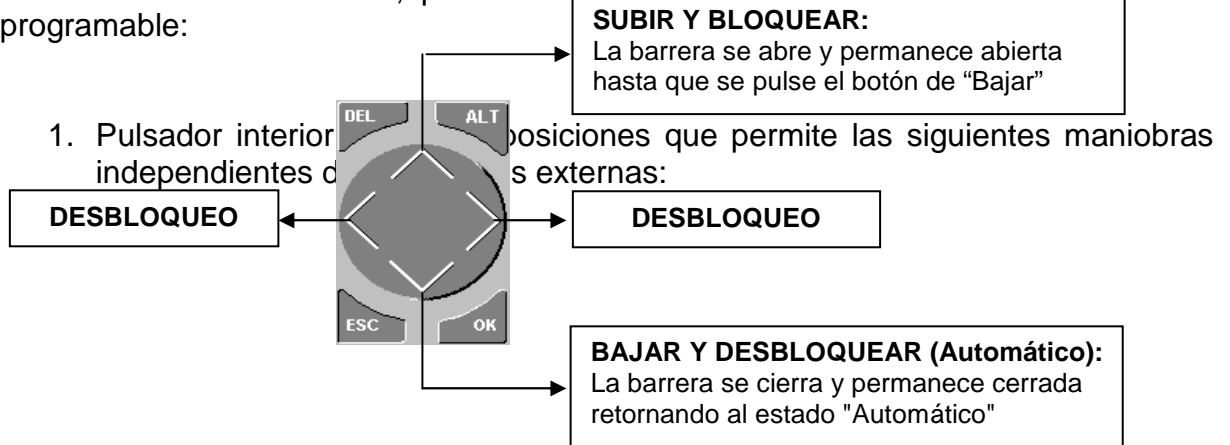 programable:
SUBIR Y BLOQUEAR:
La barrera se abre y permanece abierta
hasta que se pulse el botón de “Bajar”
DEL ALT
1. Pulsador interior posiciones que permite las siguientes maniobras
independientes s externas:
DESBLOQUEO DESBLOQUEO
ESC OK
BAJAR Y DESBLOQUEAR (Automático):
La barrera se cierra y permanece cerrada
retornando al estado "Automático"